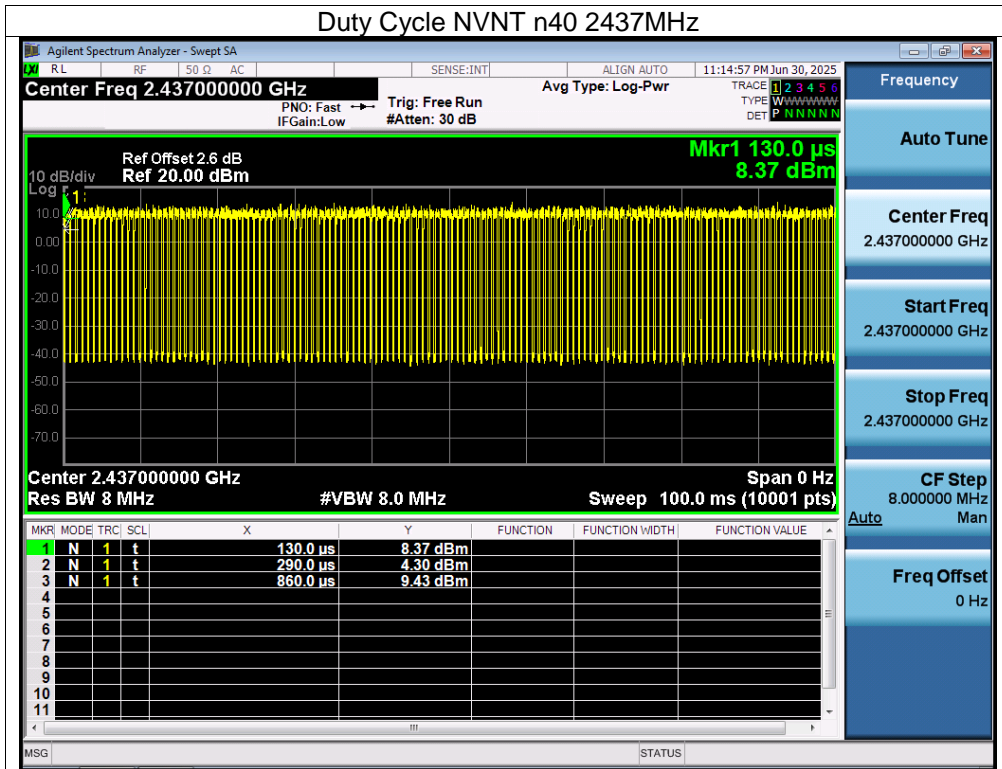 Duty Cycle NVNT n40 2437MHz
Agilent Spectrum Analyzer - Swept SA
LXI RL RF 50 Ω AC SENSE:INT ALIGN AUTO 11:14:57 PM Jun 30, 2025
Center Freq 2.437000000 GHz
PNO: Fast
IFGain:Low
Trig: Free Run
#Atten: 30 dB
Avg Type: Log-Pwr
TRACE 1 2 3 4 5 6
TYPE WWWWWW
DET P N N N N N
Mkr1 130.0 µs
8.37 dBm
Ref Offset 2.6 dB
10 dB/div Ref 20.00 dBm
Log
1
10.0
0.00
-10.0
-20.0
-30.0
-40.0
-50.0
-60.0
-70.0
Center 2.437000000 GHz Span 0 Hz
Res BW 8 MHz #VBW 8.0 MHz Sweep 100.0 ms (10001 pts)
MKR MODE TRC SCL X Y FUNCTION FUNCTION WIDTH FUNCTION VALUE
1 N 1 t 130.0 µs 8.37 dBm
2 N 1 t 290.0 µs 4.30 dBm
3 N 1 t 860.0 µs 9.43 dBm
4
5
6
7
8
9
10
11
MSG STATUS
Frequency
Auto Tune
Center Freq
2.437000000 GHz
Start Freq
2.437000000 GHz
Stop Freq
2.437000000 GHz
CF Step
8.000000 MHz
Auto Man
Freq Offset
0 Hz